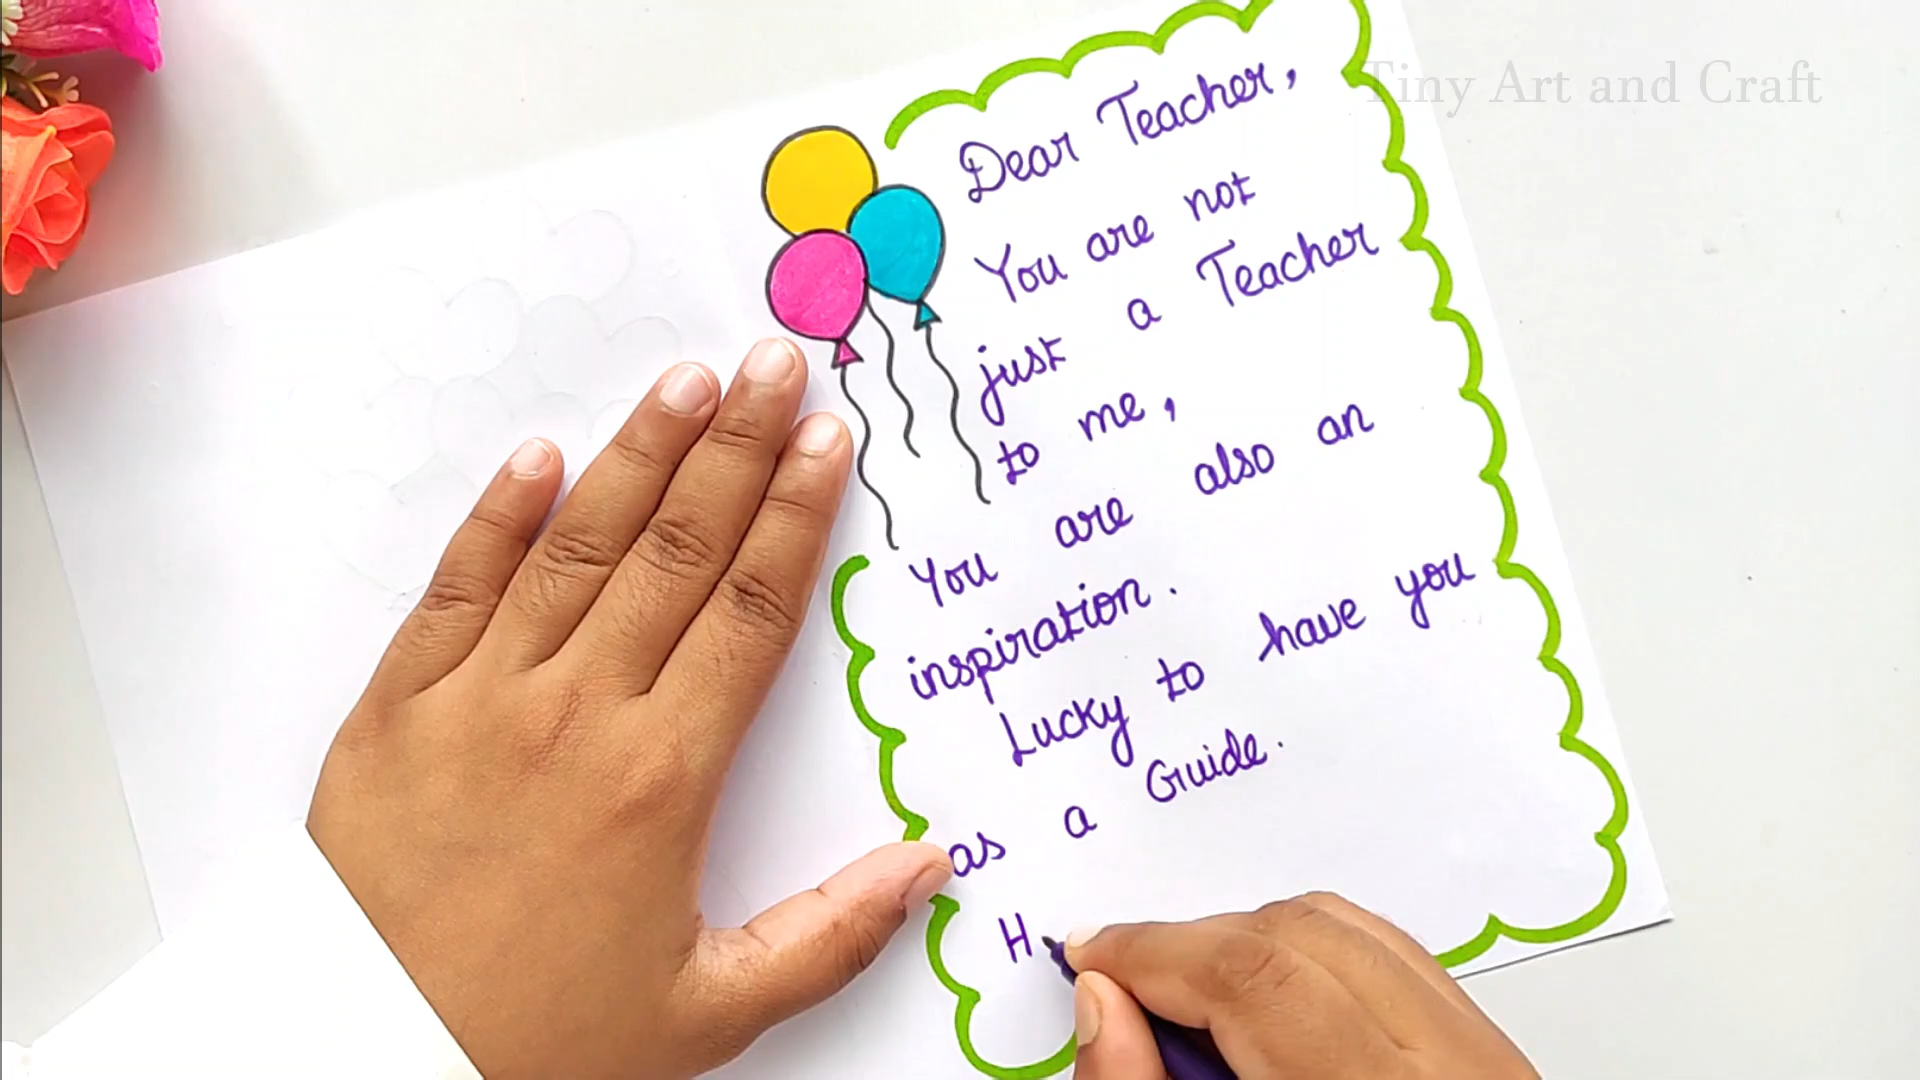 Tiny Art and Craft
Dear Teacher,
You are not
just a Teacher
to me,
You are also an
inspiration.
Lucky to have you
as a Guide.
H